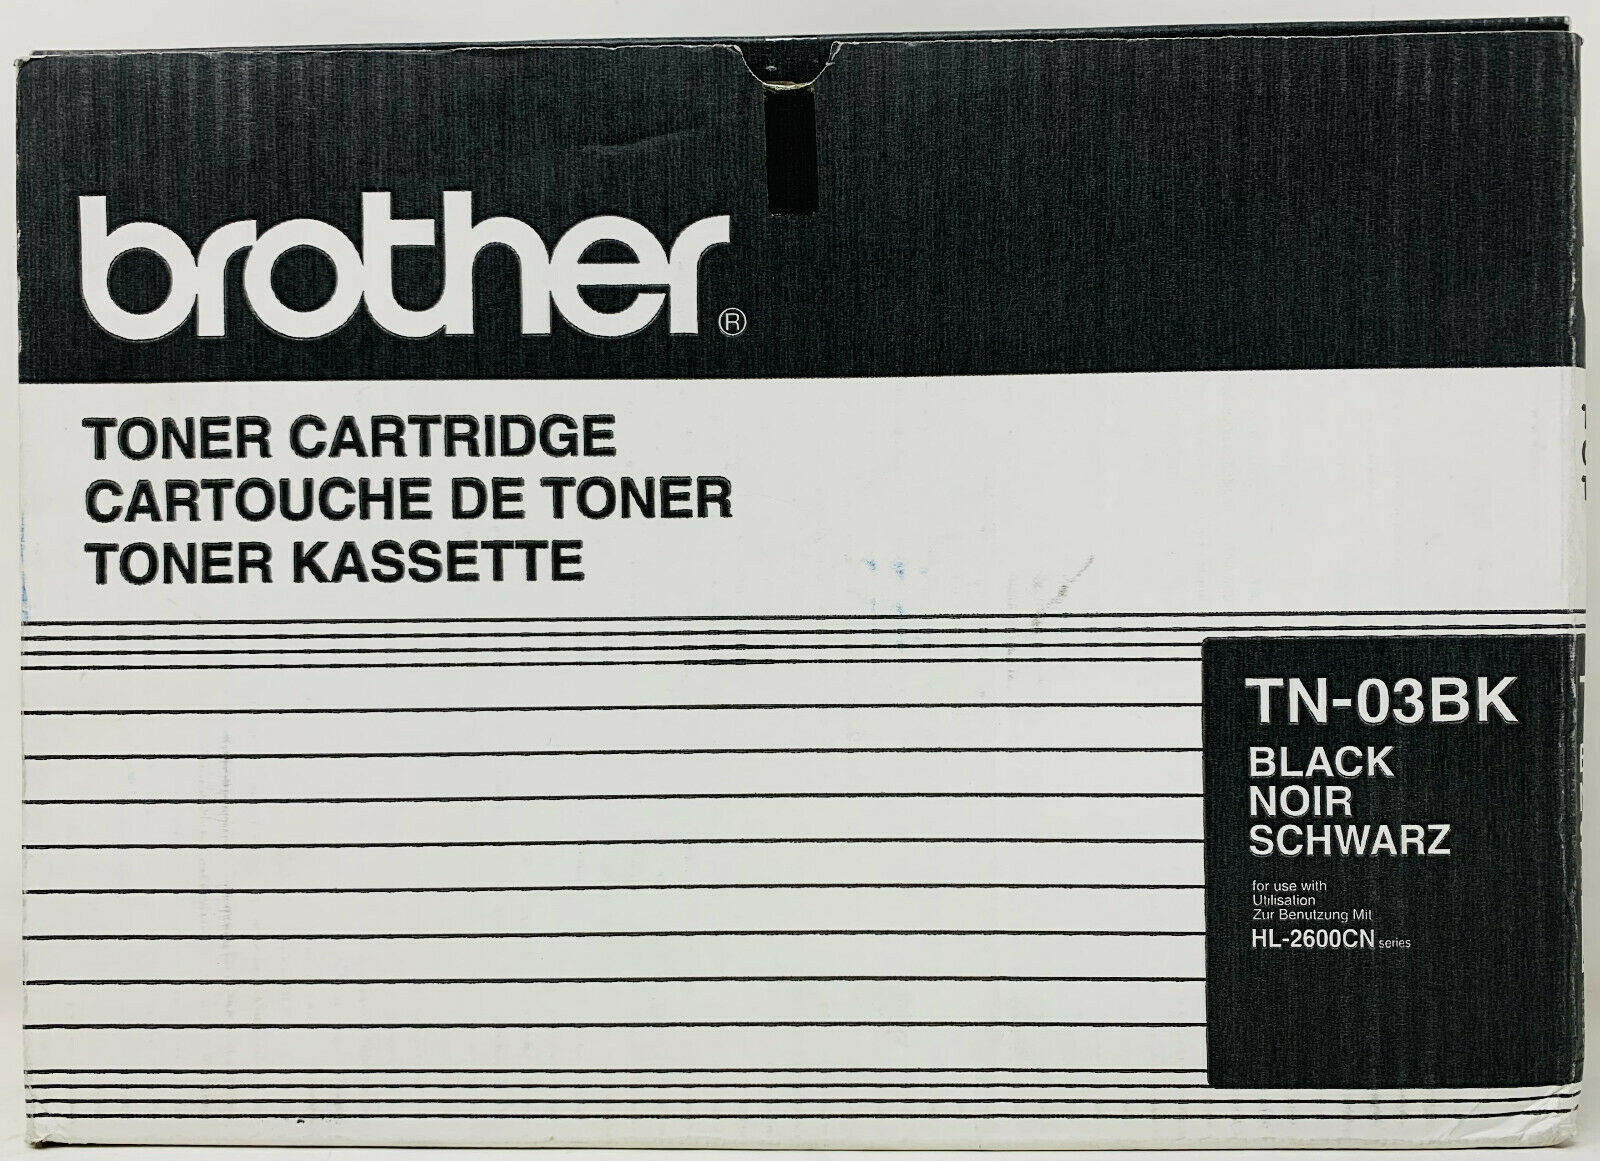 brother®
TONER CARTRIDGE
CARTOUCHE DE TONER
TONER KASSETTE
TN-03BK
BLACK
NOIR
SCHWARZ
for use with
Utilisation
Zur Benutzung Mit
HL-2600CN series